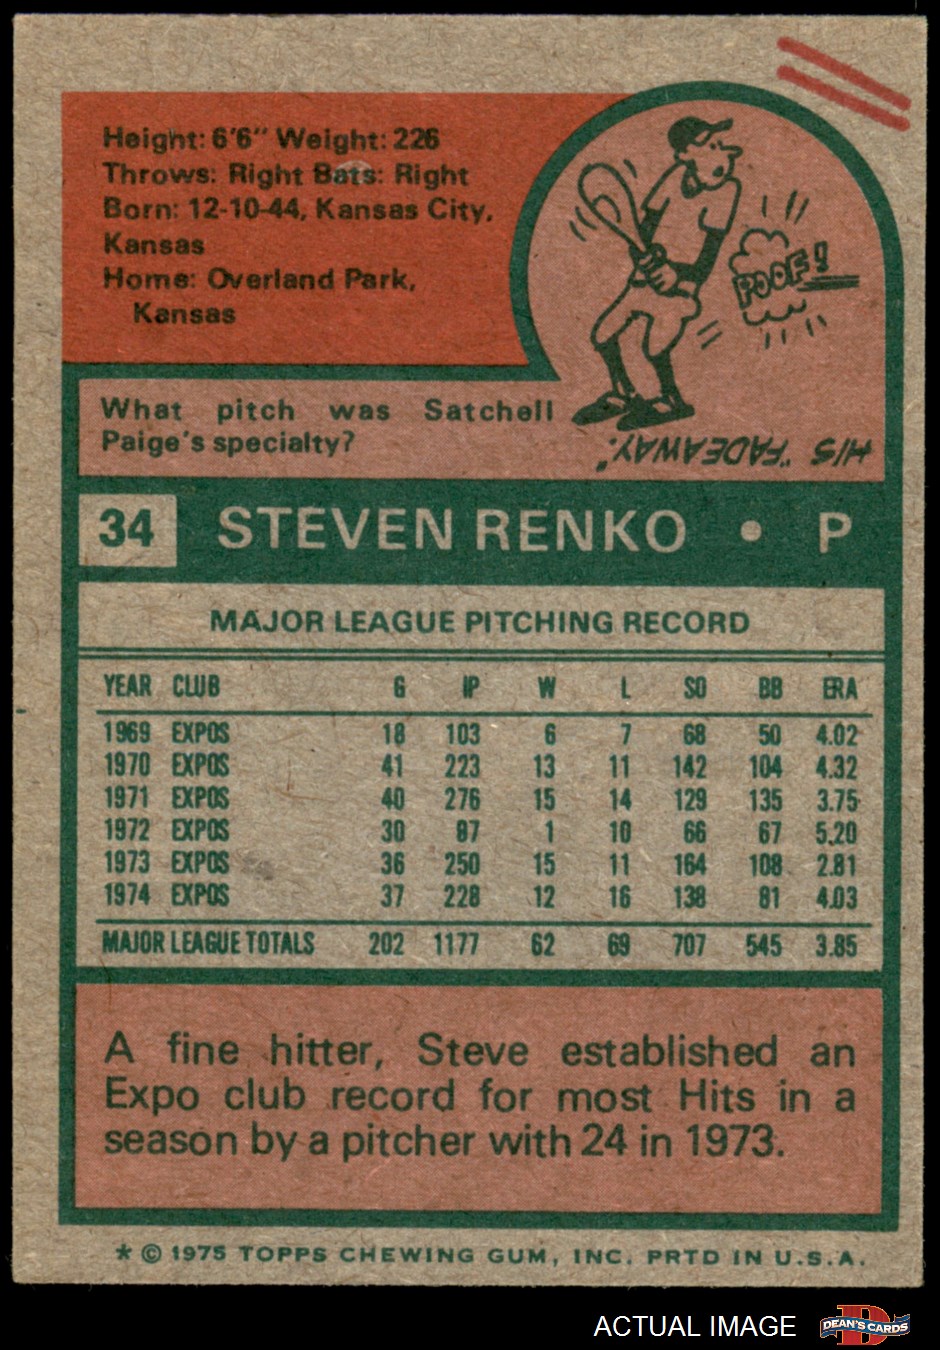 Height: 6'6" Weight: 226
Throws: Right Bats: Right
Born: 12-10-44, Kansas City,
Kansas
Home: Overland Park,
Kansas
POOF!
What pitch was Satchell
Paige's specialty?
HIS "FADEAWAY."
34 STEVEN RENKO • P
MAJOR LEAGUE PITCHING RECORD
YEAR CLUB G IP W L SO BB ERA
1969 EXPOS 18 103 6 7 68 50 4.02
1970 EXPOS 41 223 13 11 142 104 4.32
1971 EXPOS 40 276 15 14 129 135 3.75
1972 EXPOS 30 97 1 10 66 67 5.20
1973 EXPOS 36 250 15 11 164 108 2.81
1974 EXPOS 37 228 12 16 138 81 4.03
MAJOR LEAGUE TOTALS 202 1177 62 69 707 545 3.85
A fine hitter, Steve established an
Expo club record for most Hits in a
season by a pitcher with 24 in 1973.
* © 1975 TOPPS CHEWING GUM, INC. PRTD IN U.S.A.
ACTUAL IMAGE
D
DEAN'S CARDS